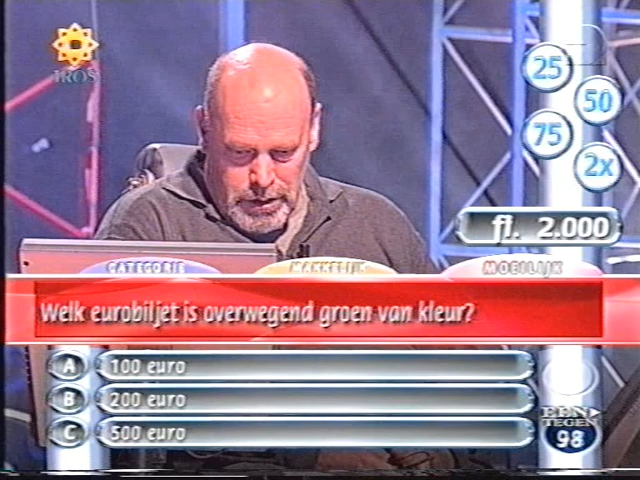 TROS
25
50
75
2x
fl. 2.000
CATEGORIE
MAKKELIJK
MOEILIJK
Welk eurobiljet is overwegend groen van kleur?
A 100 euro
B 200 euro
C 500 euro
EEN
TEGEN
98